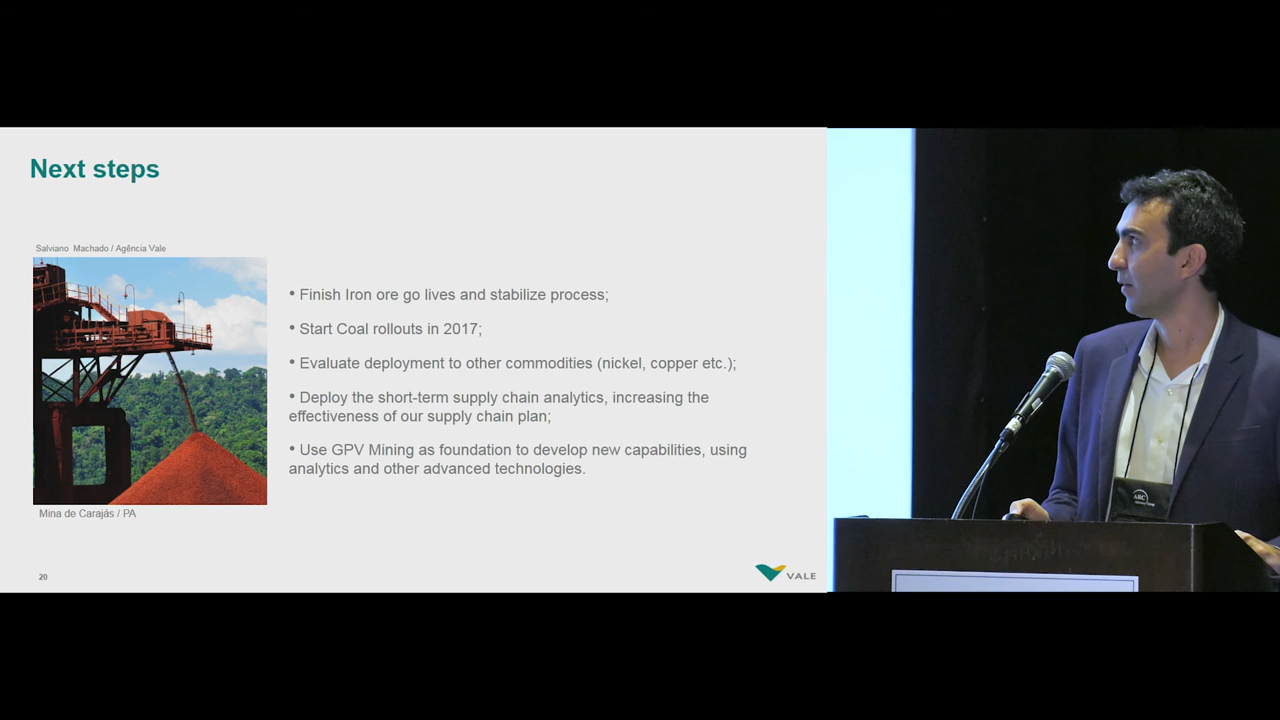 Next steps
Salviano Machado / Agência Vale
• Finish Iron ore go lives and stabilize process;
• Start Coal rollouts in 2017;
• Evaluate deployment to other commodities (nickel, copper etc.);
• Deploy the short-term supply chain analytics, increasing the
effectiveness of our supply chain plan;
• Use GPV Mining as foundation to develop new capabilities, using
analytics and other advanced technologies.
Mina de Carajás / PA
20
VALE
ARC